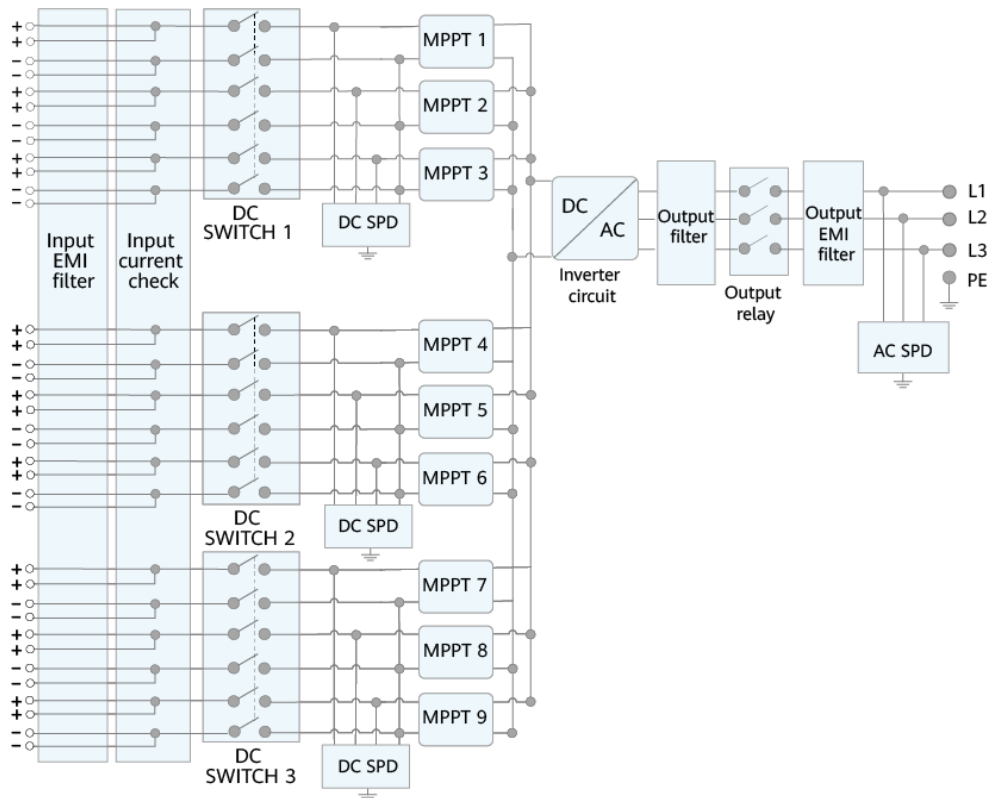 +
+
−
−
+
+
−
−
+
+
−
−
MPPT 1
MPPT 2
MPPT 3
DC
SWITCH 1
DC SPD
Input
EMI
filter
Input
current
check
DC
AC
Inverter
circuit
Output
filter
Output
relay
Output
EMI
filter
L1
L2
L3
PE
AC SPD
+
+
−
−
+
+
−
−
+
+
−
−
MPPT 4
MPPT 5
MPPT 6
DC
SWITCH 2
DC SPD
+
+
−
−
+
+
−
−
+
+
−
−
MPPT 7
MPPT 8
MPPT 9
DC
SWITCH 3
DC SPD